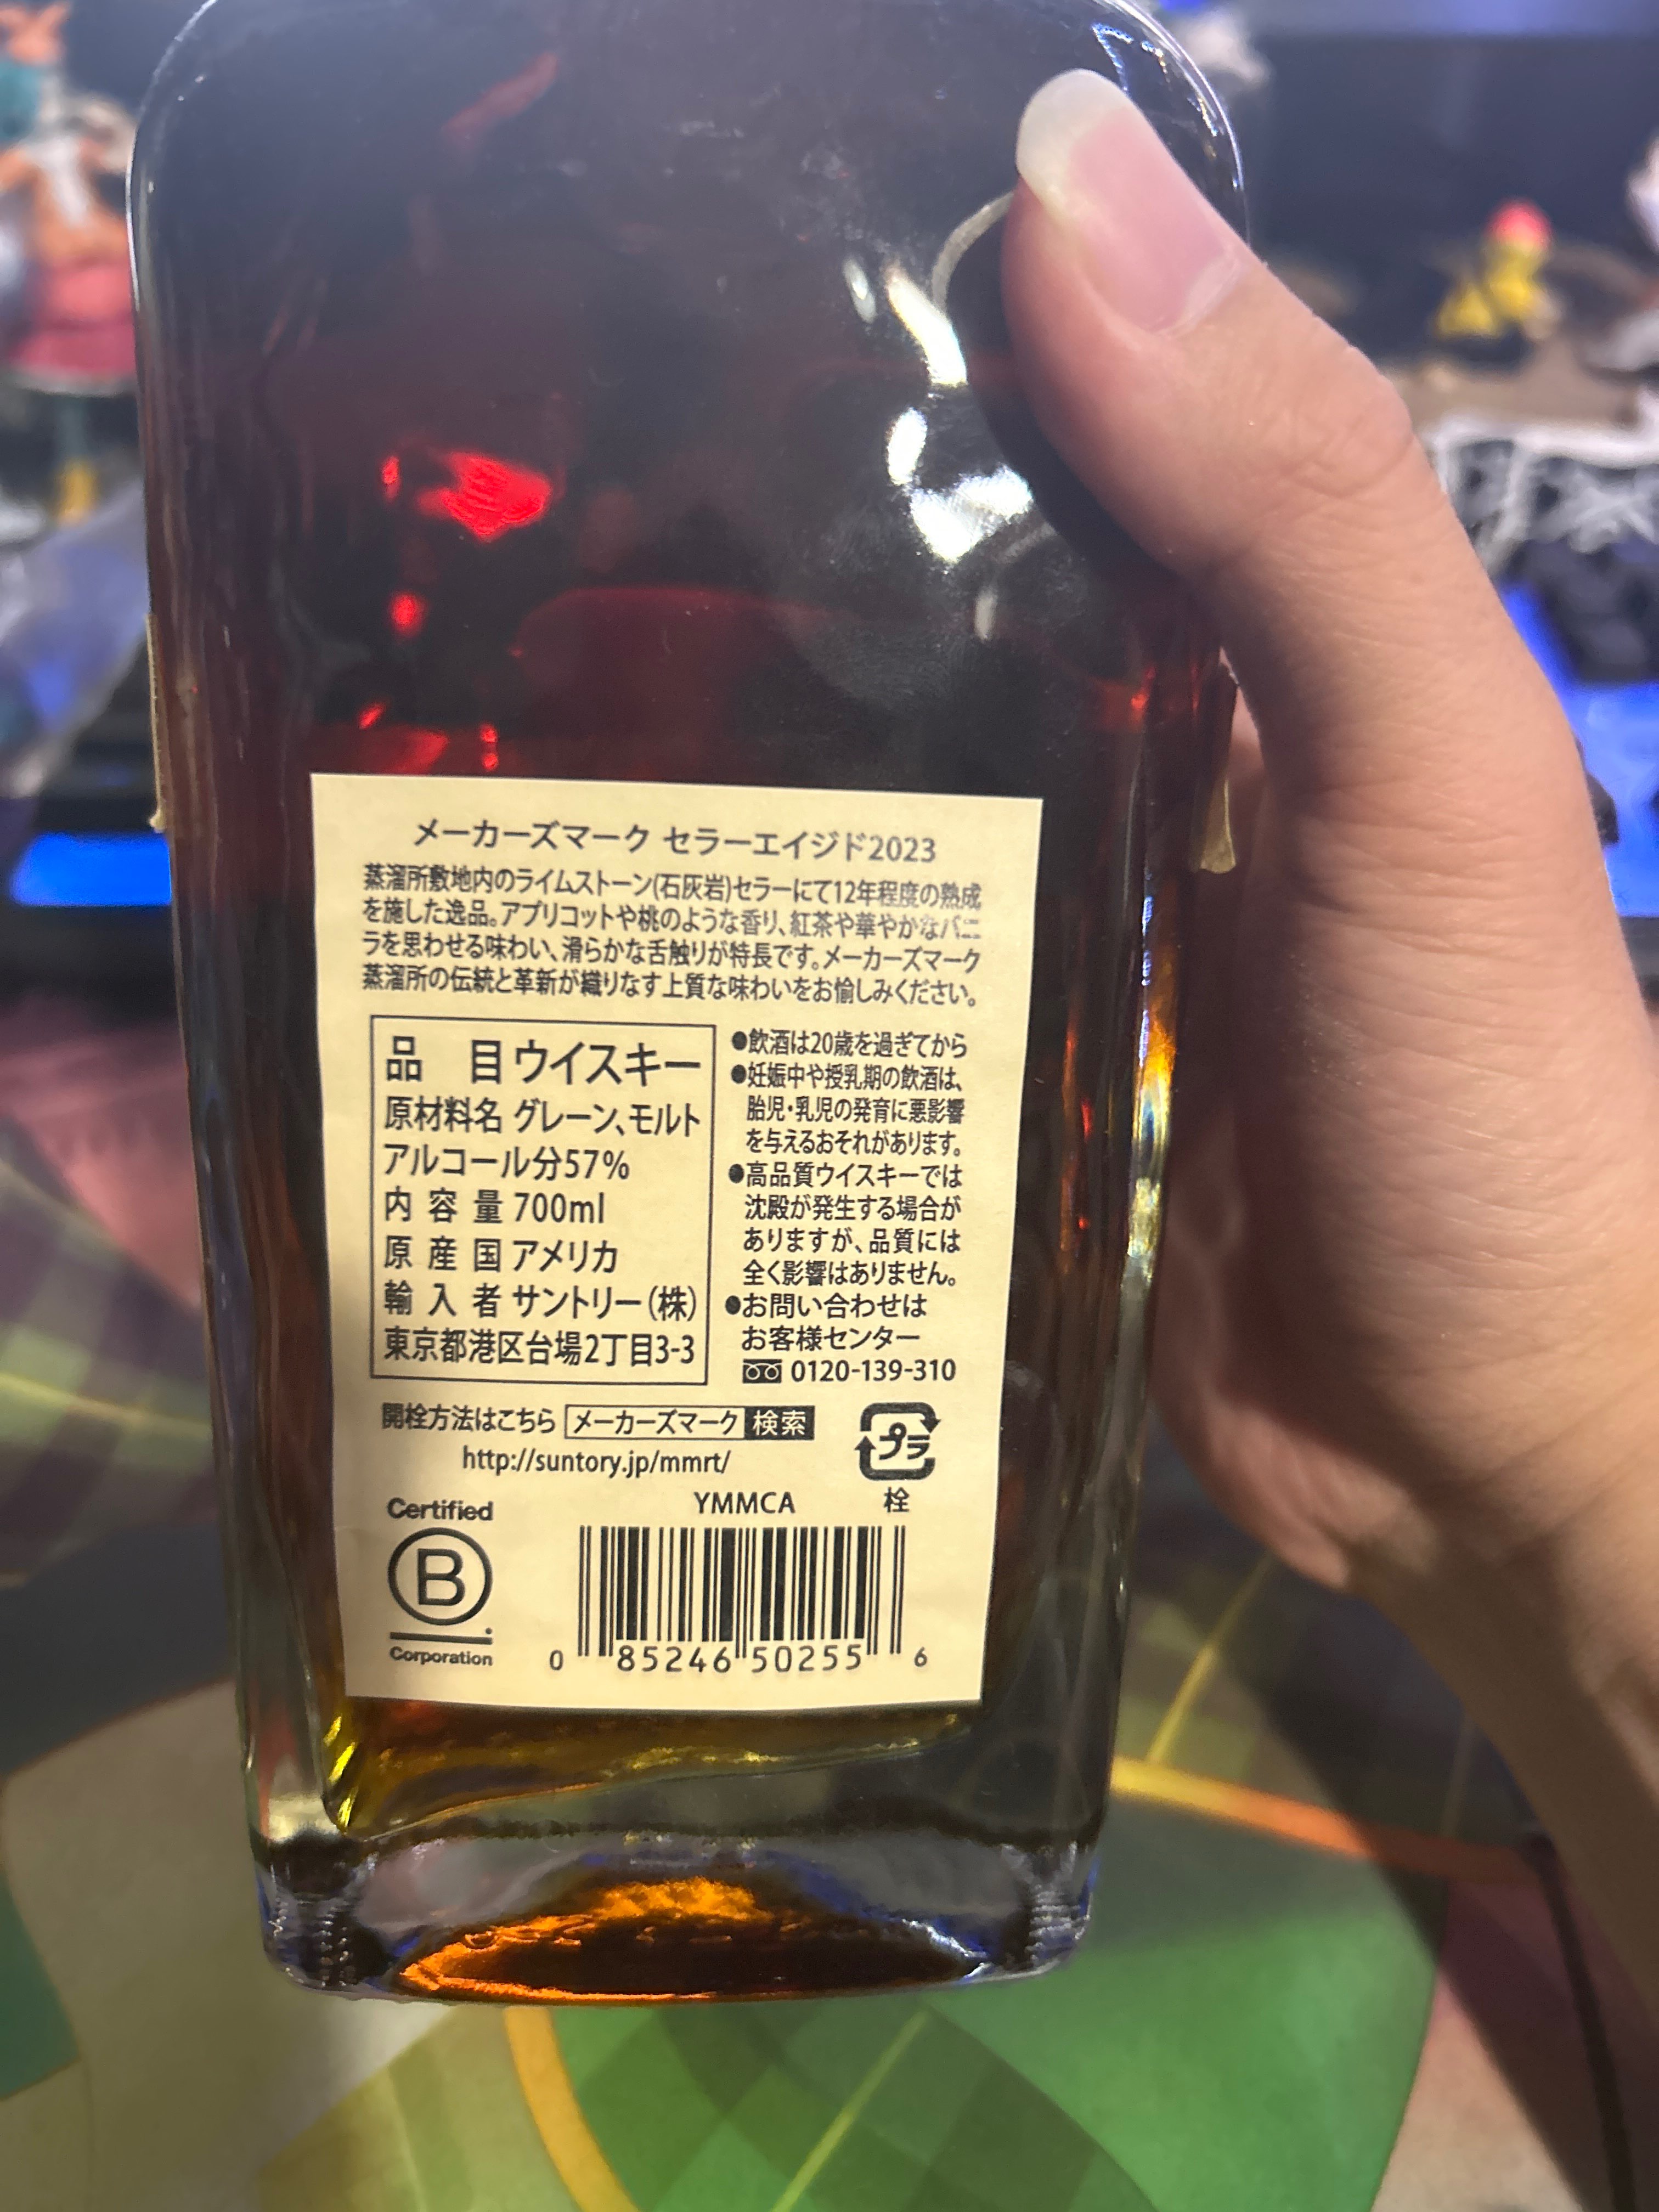 メーカーズマーク セラーエイジド2023
蒸溜所敷地内のライムストーン(石灰岩)セラーにて12年程度の熟成
を施した逸品。アプリコットや桃のような香り、紅茶や華やかなバニ
ラを思わせる味わい、滑らかな舌触りが特長です。メーカーズマーク
蒸溜所の伝統と革新が織りなす上質な味わいをお愉しみください。
品 目 ウイスキー
原材料名 グレーン、モルト
アルコール分57%
内容量 700ml
原産国 アメリカ
輸入者 サントリー(株)
東京都港区台場2丁目3-3
●飲酒は20歳を過ぎてから
●妊娠中や授乳期の飲酒は、
胎児・乳児の発育に悪影響
を与えるおそれがあります。
●高品質ウイスキーでは
沈殿が発生する場合が
ありますが、品質には
全く影響はありません。
●お問い合わせは
お客様センター
0120-139-310
開栓方法はこちら メーカーズマーク 検索
http://suntory.jp/mmrt/
プラ
栓
YMMCA
Certified
B
Corporation
0 85246 50255 6